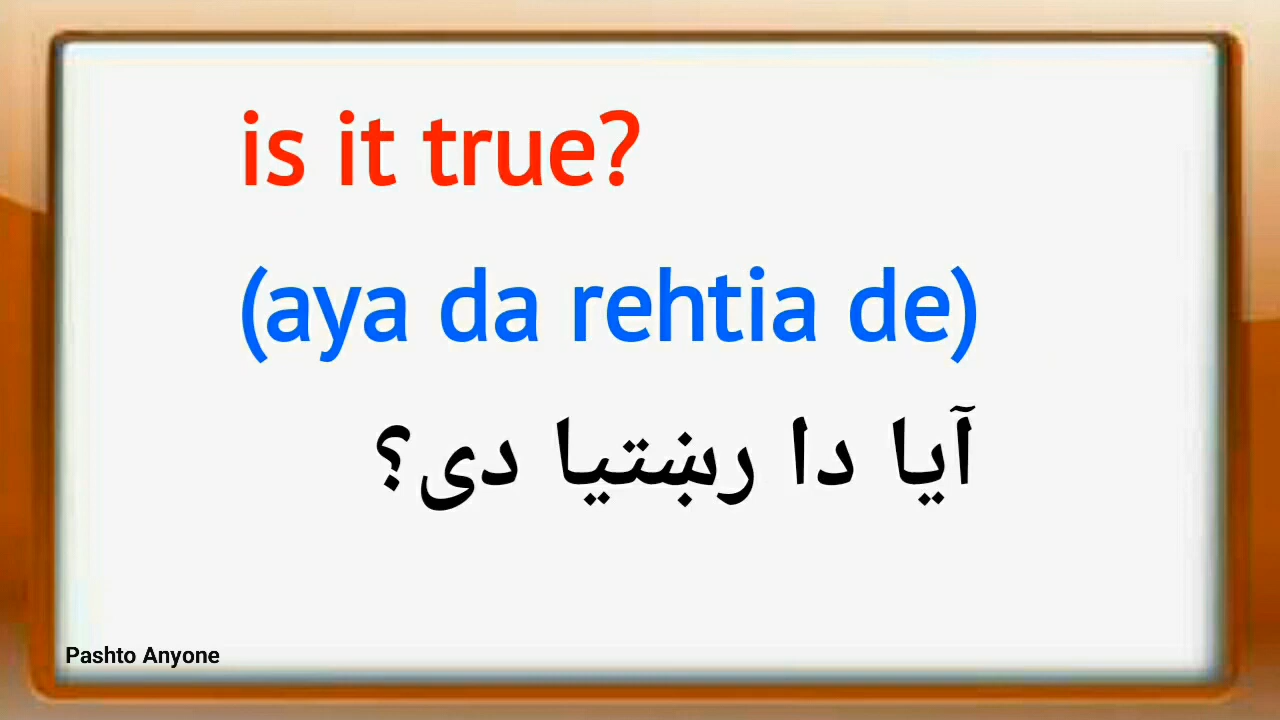 is it true?
(aya da rehtia de)
آیا دا رښتیا دی؟
Pashto Anyone